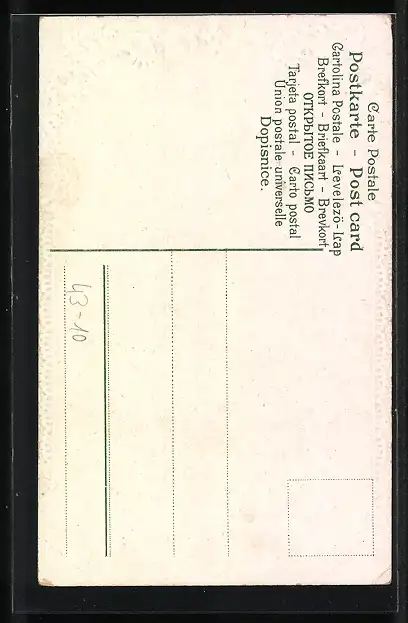 Carte Postale
Postkarte - Post card
Cartolina Postale - Levelezö-Lap
Brefkort - Briefkaart - Brevkort
ОТКРЫТОЕ ПИСЬМО
Tarjeta postal - Carto postal
Union postale universelle
Dopisnice.
43-10